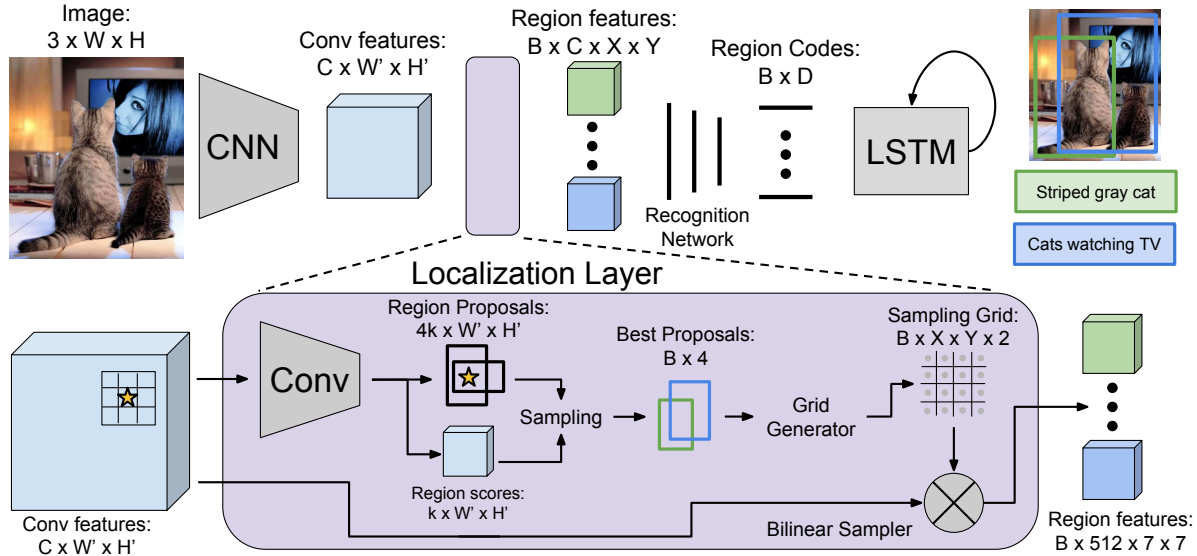 Image:
3 x W x H
CNN
Conv features:
C x W' x H'
Region features:
B x C x X x Y
Recognition
Network
Region Codes:
B x D
LSTM
Striped gray cat
Cats watching TV
Localization Layer
Conv features:
C x W' x H'
Conv
Region Proposals:
4k x W' x H'
Region scores:
k x W' x H'
Sampling
Best Proposals:
B x 4
Grid
Generator
Sampling Grid:
B x X x Y x 2
Bilinear Sampler
Region features:
B x 512 x 7 x 7